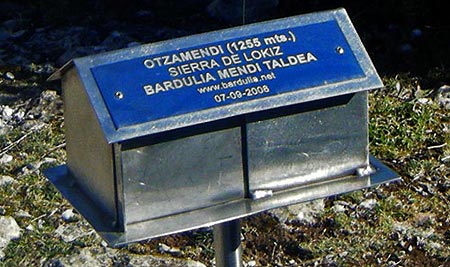 OTZAMENDI (1255 mts.)
SIERRA DE LOKIZ
BARDULIA MENDI TALDEA
www.bardulia.net
07-09-2008